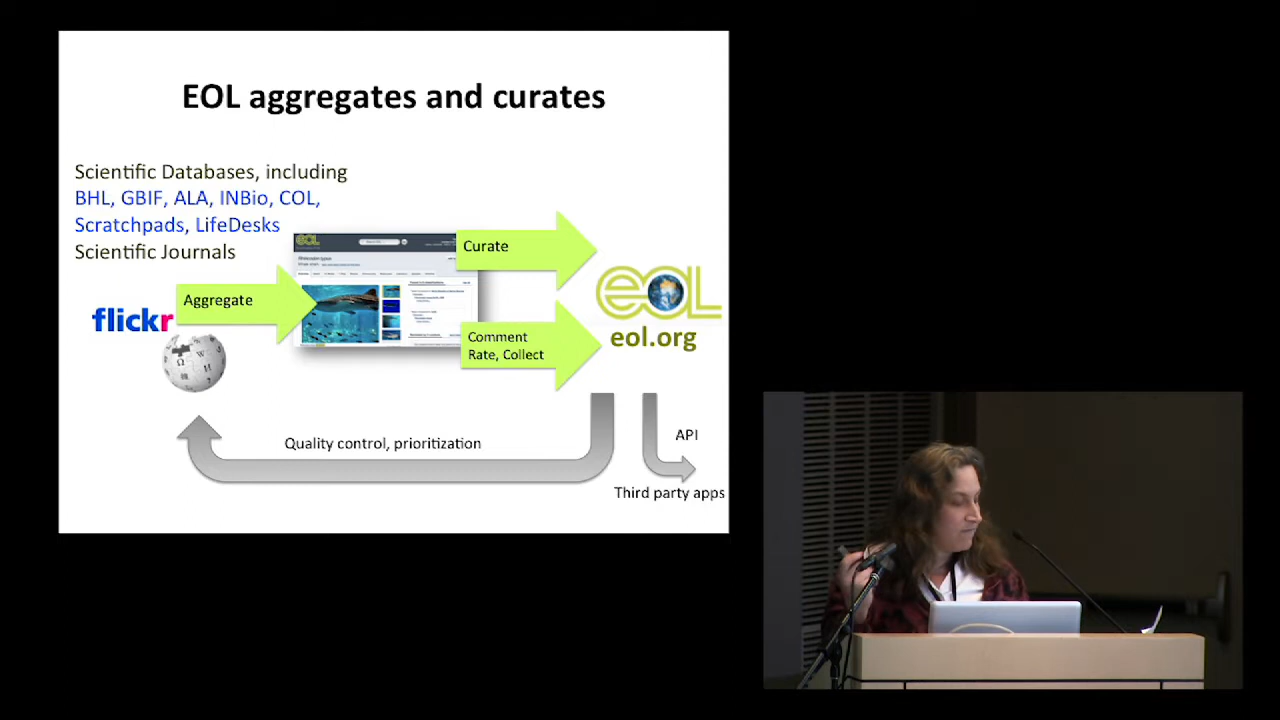 EOL aggregates and curates
Scientific Databases, including
BHL, GBIF, ALA, INBio, COL,
Scratchpads, LifeDesks
Scientific Journals
flickr
Aggregate
eol
Curate
Comment
Rate, Collect
eOL
eol.org
Quality control, prioritization
API
Third party apps